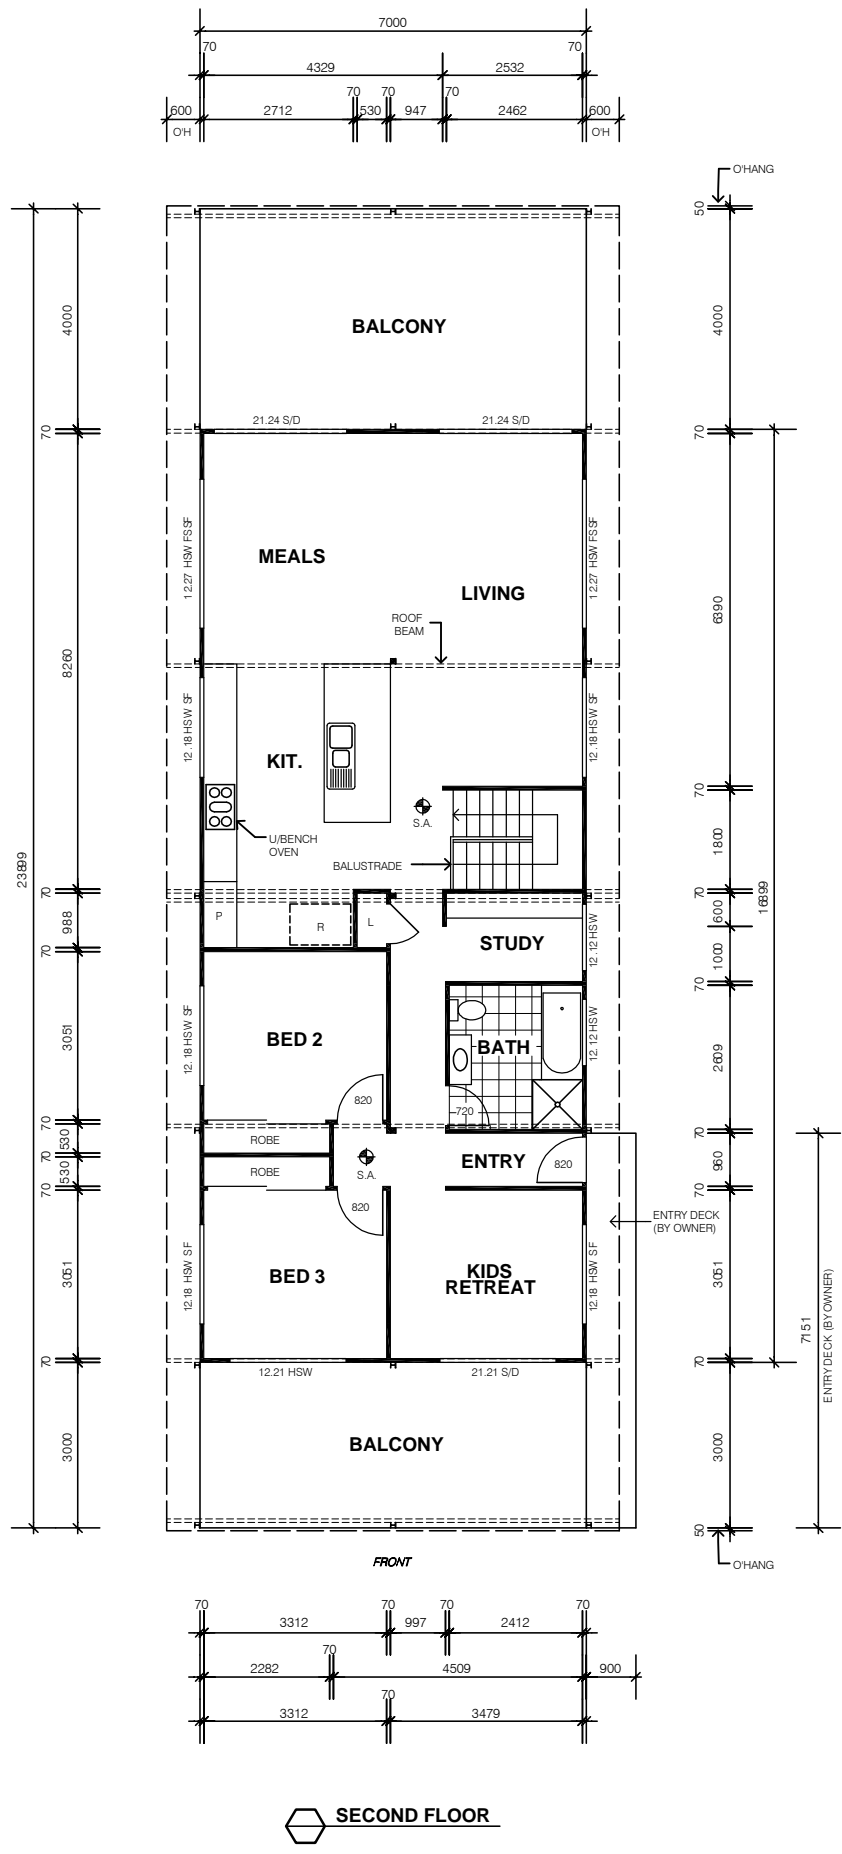 7000
70 70
4329 2532
70 70 70
600 2712 530 947 2462 600
O'H O'H
O'HANG
50
4000 4000
BALCONY
21.24 S/D 21.24 S/D
70 70
12.27 HSW FSSF 12.27 HSW FSSF
MEALS
LIVING
ROOF
BEAM
6390
8260
12.18 HSW SF 12.18 HSW SF
KIT.
70
S.A.
U/BENCH
OVEN
BALUSTRADE
1800
23899
70 70
16899
P R L
988
600
STUDY
12.12 HSW
1000
70 70
BED 2
BATH
12.18 HSW SF 12.12 HSW
3051
2609
820
720
70 70
ROBE
530
70
ENTRY
S.A.
820
960
ROBE
530
70 70
820
ENTRY DECK
(BY OWNER)
BED 3
KIDS
RETREAT
12.18 HSW SF 12.18 HSW SF
3051 3051
7151
ENTRY DECK (BY OWNER)
70 70
12.21 HSW 21.21 S/D
BALCONY
3000 3000
50
FRONT
O'HANG
70 70 70 70
3312 997 2412
70
2282 4509 900
70
3312 3479
SECOND FLOOR